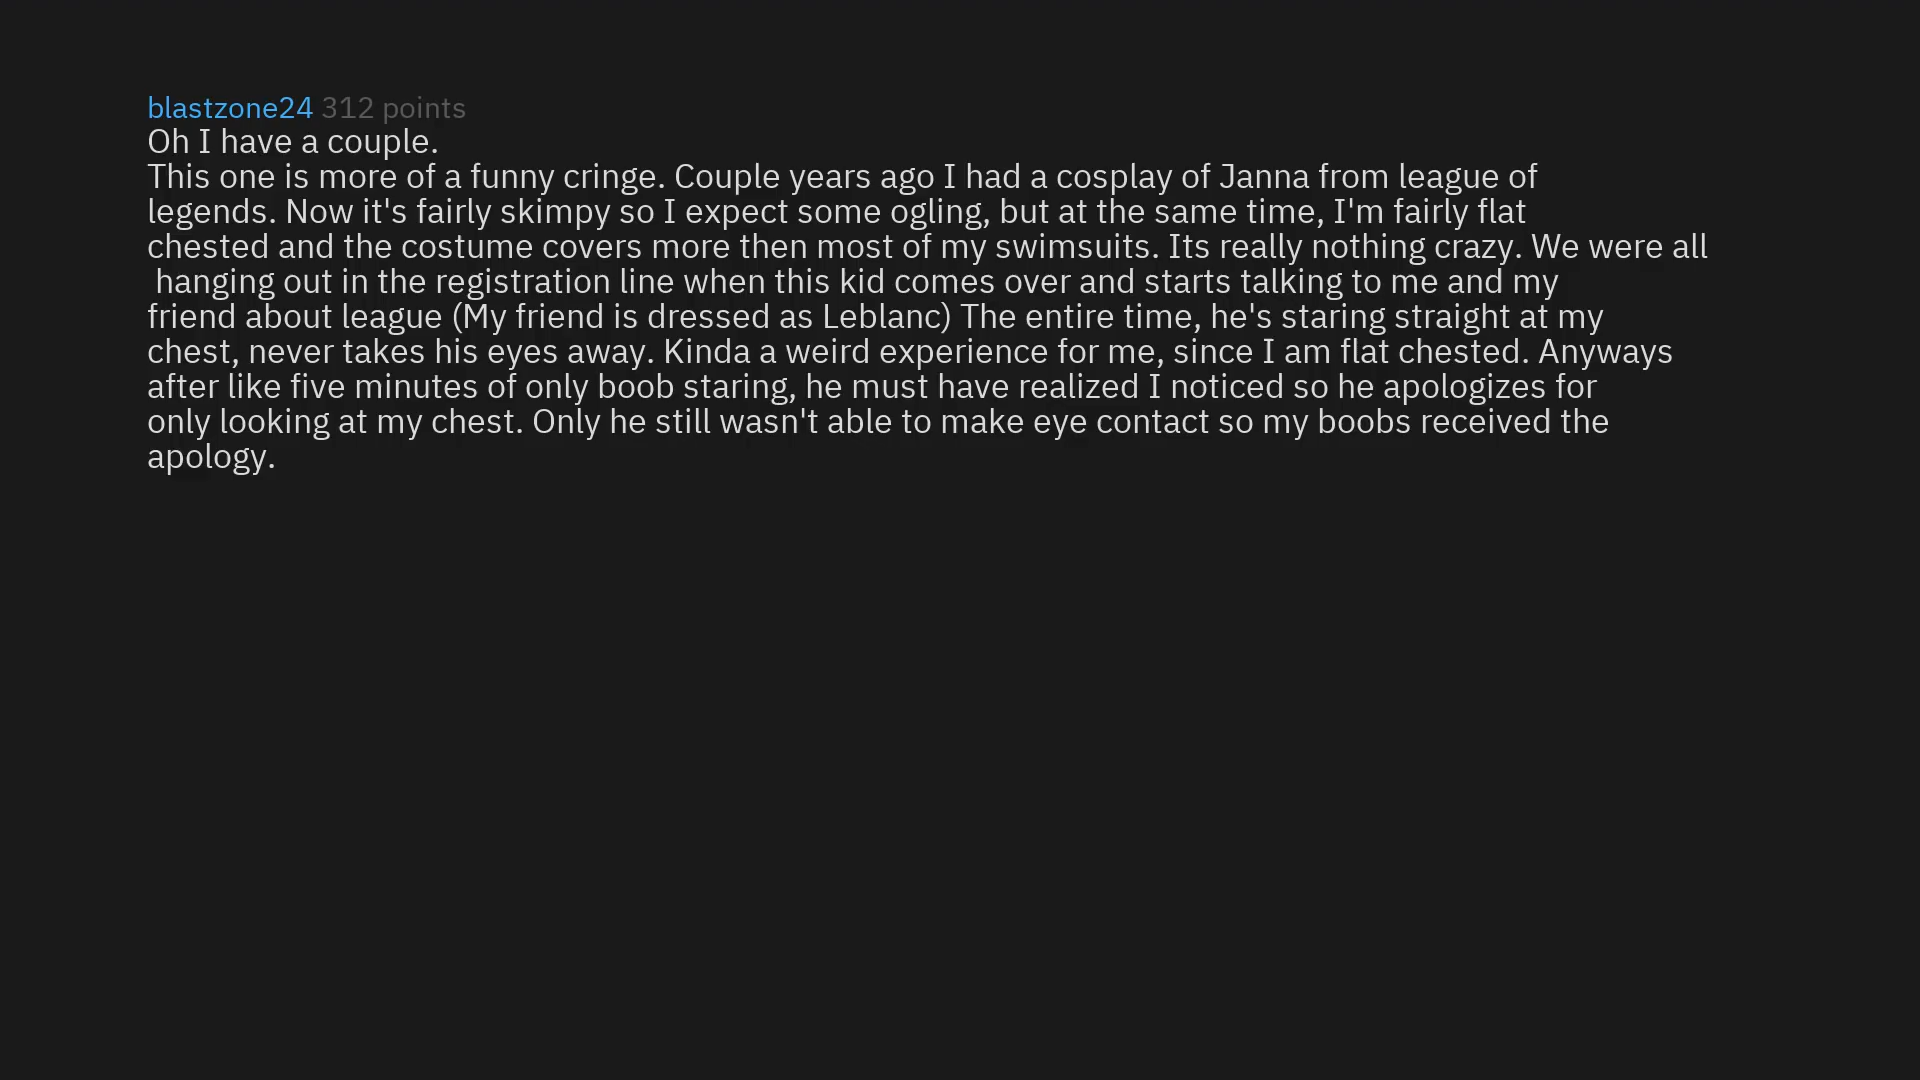 blastzone24 312 points
Oh I have a couple.
This one is more of a funny cringe. Couple years ago I had a cosplay of Janna from league of
legends. Now it's fairly skimpy so I expect some ogling, but at the same time, I'm fairly flat
chested and the costume covers more then most of my swimsuits. Its really nothing crazy. We were all
hanging out in the registration line when this kid comes over and starts talking to me and my
friend about league (My friend is dressed as Leblanc) The entire time, he's staring straight at my
chest, never takes his eyes away. Kinda a weird experience for me, since I am flat chested. Anyways
after like five minutes of only boob staring, he must have realized I noticed so he apologizes for
only looking at my chest. Only he still wasn't able to make eye contact so my boobs received the
apology.